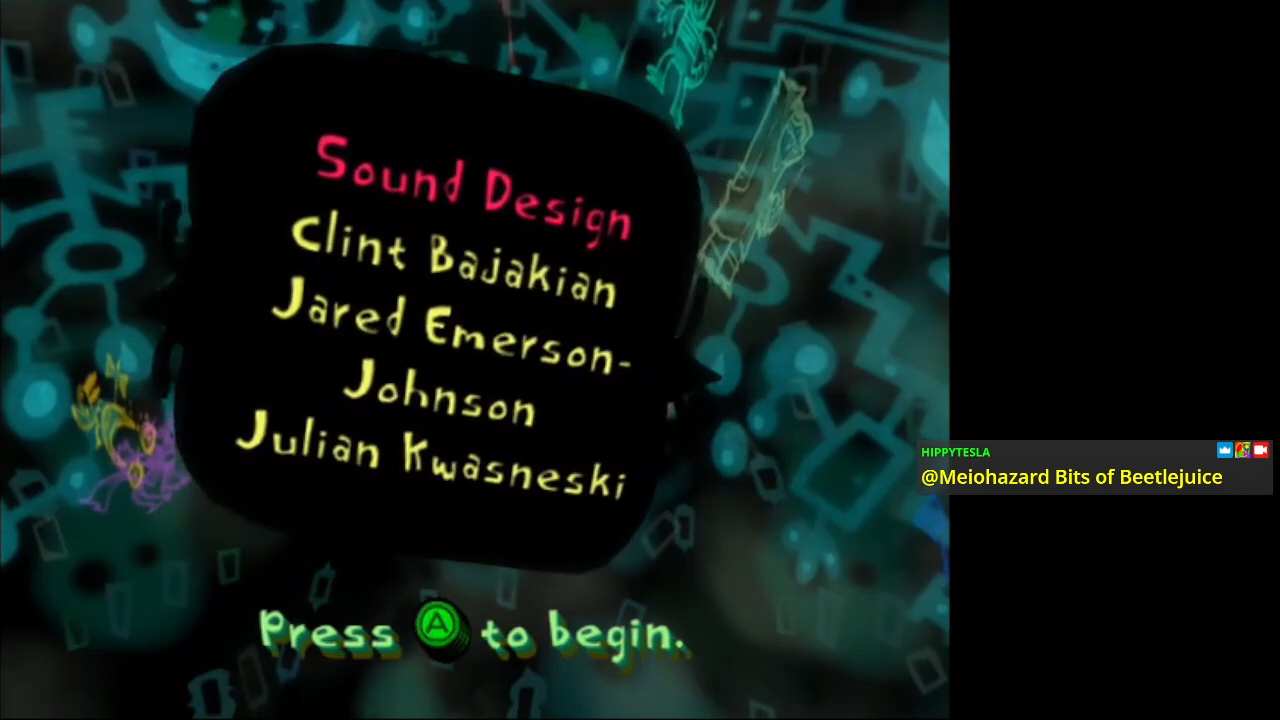 Sound Design
Clint Bajakian
Jared Emerson-
Johnson
Julian Kwasneski
HIPPYTESLA
@Meiohazard Bits of Beetlejuice
Press A to begin.